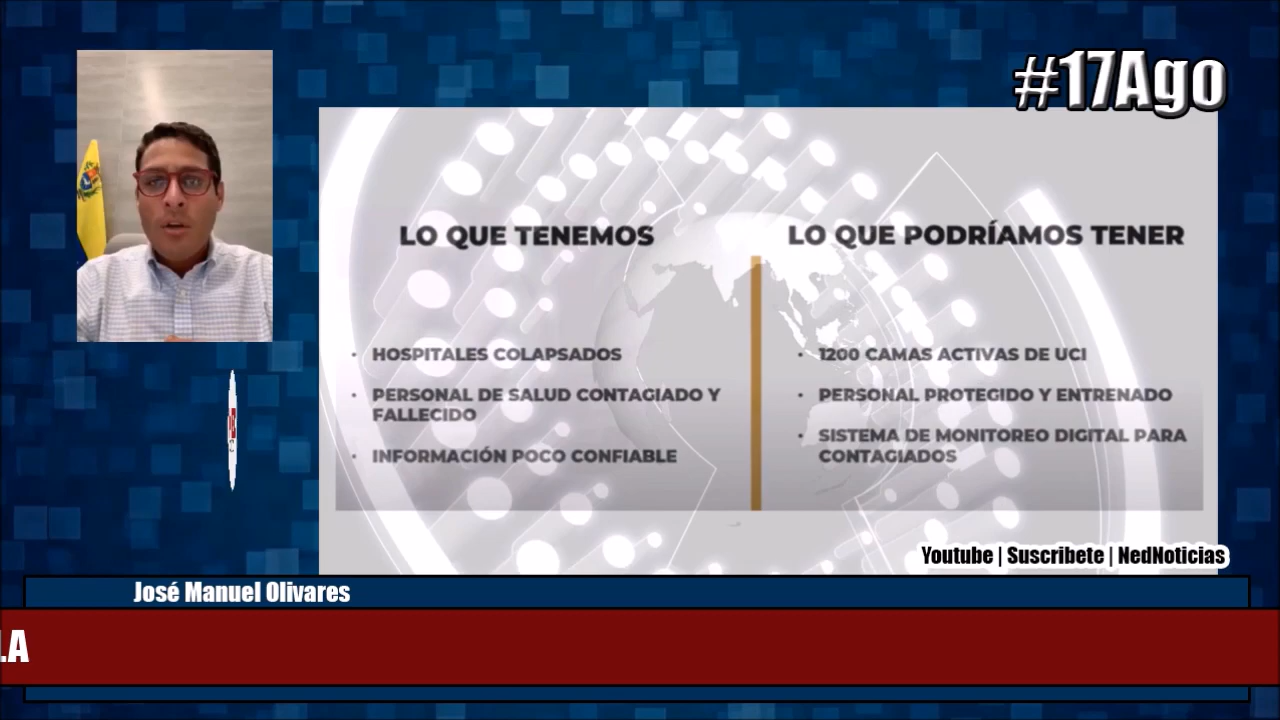 #17Ago
LO QUE TENEMOS
· HOSPITALES COLAPSADOS
· PERSONAL DE SALUD CONTAGIADO Y
FALLECIDO
· INFORMACIÓN POCO CONFIABLE
LO QUE PODRÍAMOS TENER
· 1200 CAMAS ACTIVAS DE UCI
· PERSONAL PROTEGIDO Y ENTRENADO
· SISTEMA DE MONITOREO DIGITAL PARA
CONTAGIADOS
Youtube | Suscribete | NedNoticias
José Manuel Olivares
LA